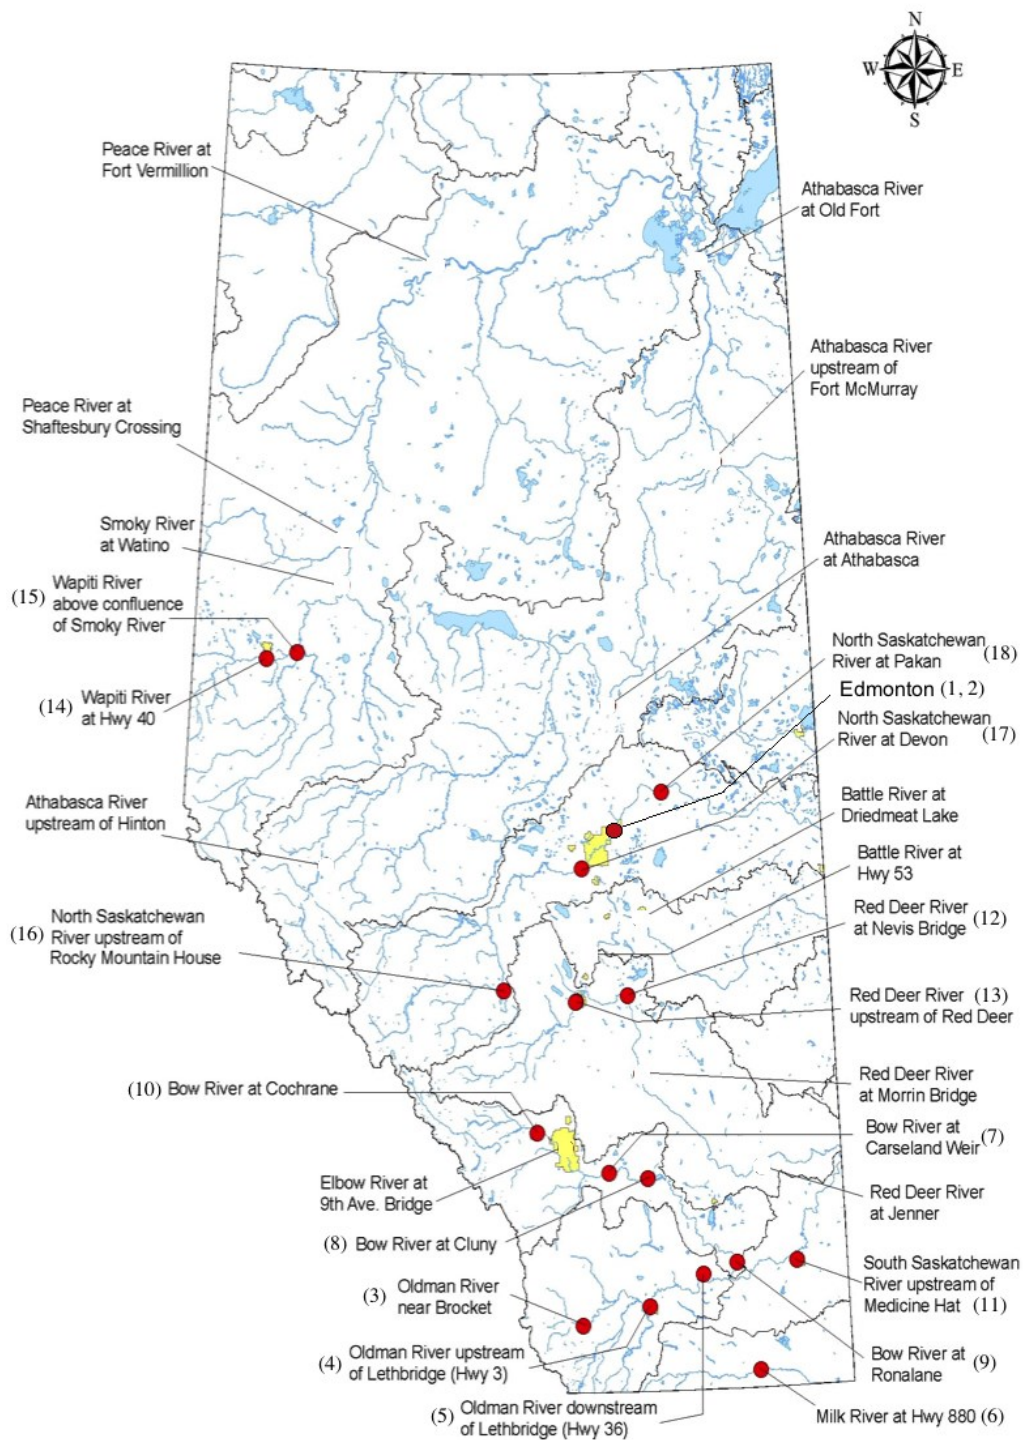 N
W E
S
Peace River at
Fort Vermillion
Athabasca River
at Old Fort
Athabasca River
upstream of
Fort McMurray
Peace River at
Shaftesbury Crossing
Smoky River
at Watino
Athabasca River
at Athabasca
(15) Wapiti River
above confluence
of Smoky River
North Saskatchewan
River at Pakan (18)
(14) Wapiti River
at Hwy 40
Edmonton (1, 2)
North Saskatchewan
River at Devon (17)
Athabasca River
upstream of Hinton
Battle River at
Driedmeat Lake
Battle River at
Hwy 53
(16) North Saskatchewan
River upstream of
Rocky Mountain House
Red Deer River
at Nevis Bridge (12)
Red Deer River (13)
upstream of Red Deer
Red Deer River
at Morrin Bridge
(10) Bow River at Cochrane
Bow River at
Carseland Weir (7)
Elbow River at
9th Ave. Bridge
Red Deer River
at Jenner
(8) Bow River at Cluny
South Saskatchewan
River upstream of
Medicine Hat (11)
(3) Oldman River
near Brocket
(4) Oldman River upstream
of Lethbridge (Hwy 3)
Bow River at
Ronalane (9)
(5) Oldman River downstream
of Lethbridge (Hwy 36)
Milk River at Hwy 880 (6)